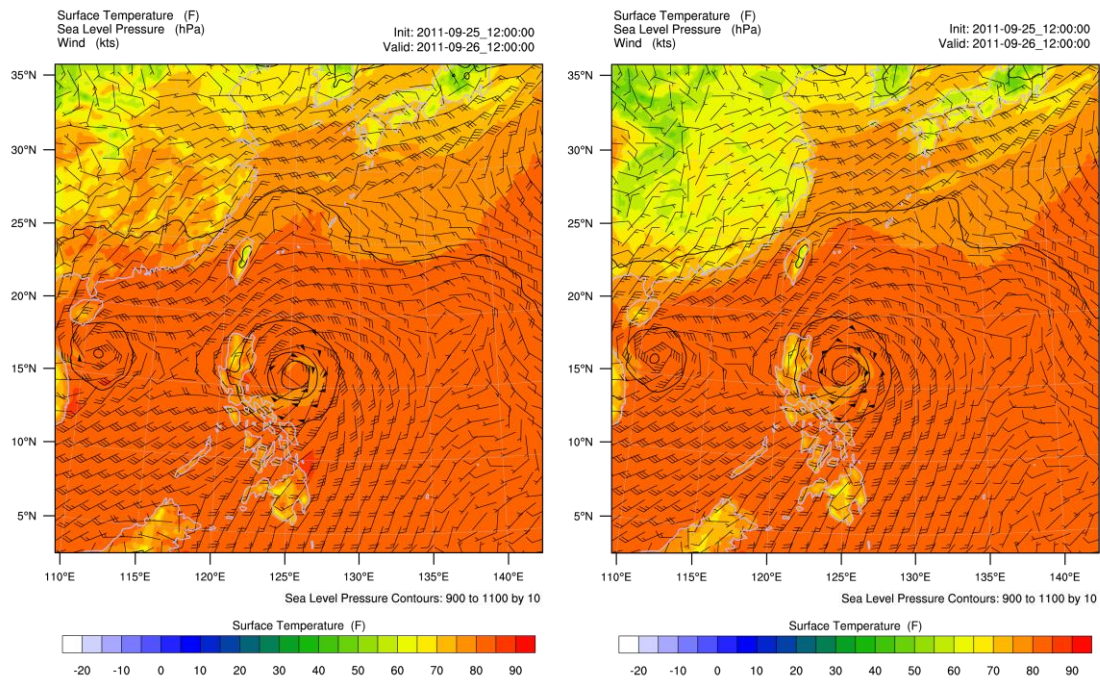 Surface Temperature (F)
Sea Level Pressure (hPa)
Wind (kts)
Init: 2011-09-25_12:00:00
Valid: 2011-09-26_12:00:00
35°N
30°N
25°N
20°N
15°N
10°N
5°N
110°E 115°E 120°E 125°E 130°E 135°E 140°E
Sea Level Pressure Contours: 900 to 1100 by 10
Surface Temperature (F)
-20 -10 0 10 20 30 40 50 60 70 80 90
Surface Temperature (F)
Sea Level Pressure (hPa)
Wind (kts)
Init: 2011-09-25_12:00:00
Valid: 2011-09-26_12:00:00
35°N
30°N
25°N
20°N
15°N
10°N
5°N
110°E 115°E 120°E 125°E 130°E 135°E 140°E
Sea Level Pressure Contours: 900 to 1100 by 10
Surface Temperature (F)
-20 -10 0 10 20 30 40 50 60 70 80 90